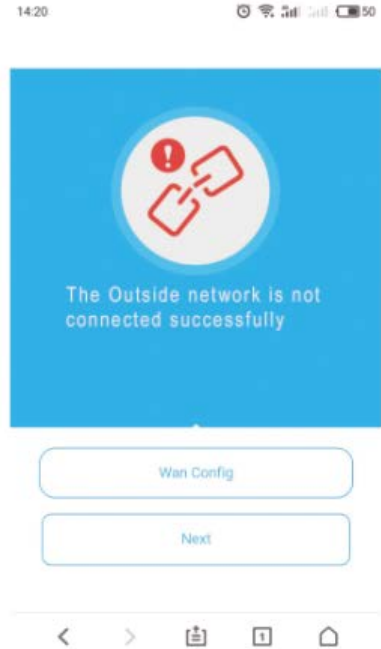 14:20
50
!
The Outside network is not
connected successfully
Wan Config
Next
1